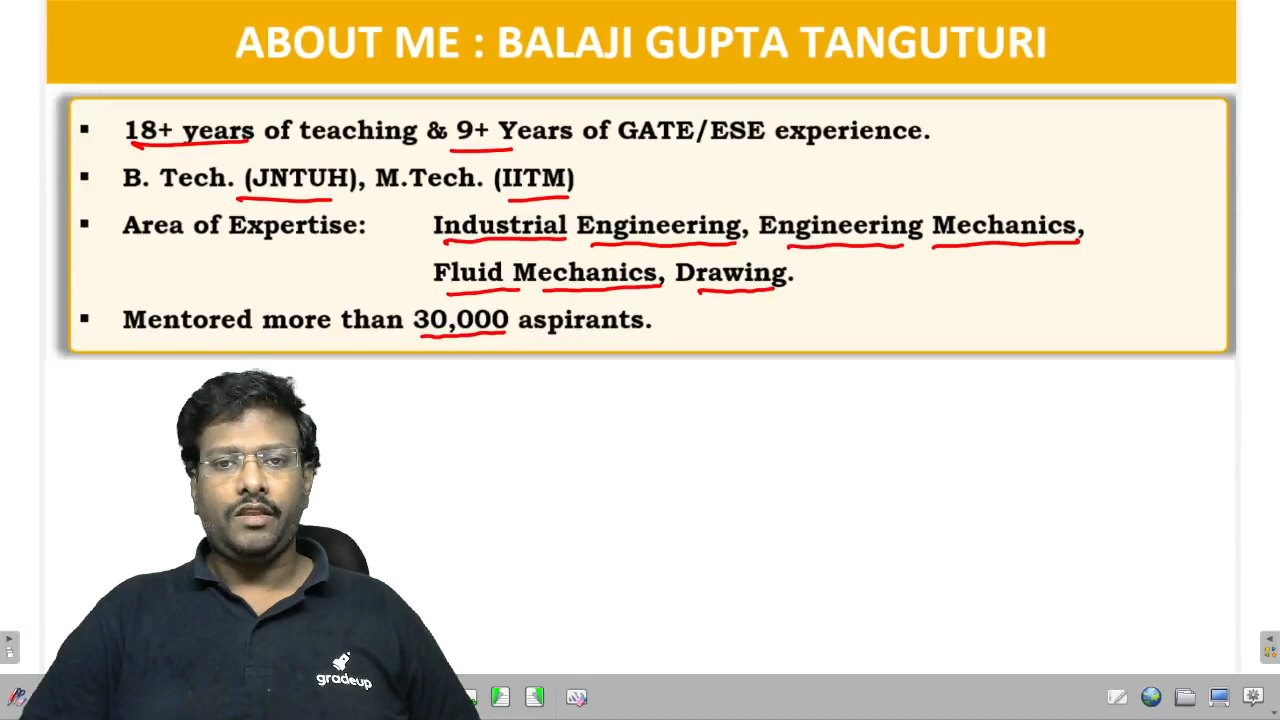 ABOUT ME : BALAJI GUPTA TANGUTURI
▪ 18+ years of teaching & 9+ Years of GATE/ESE experience.
▪ B. Tech. (JNTUH), M.Tech. (IITM)
▪ Area of Expertise: Industrial Engineering, Engineering Mechanics,
Fluid Mechanics, Drawing.
▪ Mentored more than 30,000 aspirants.
gradeup